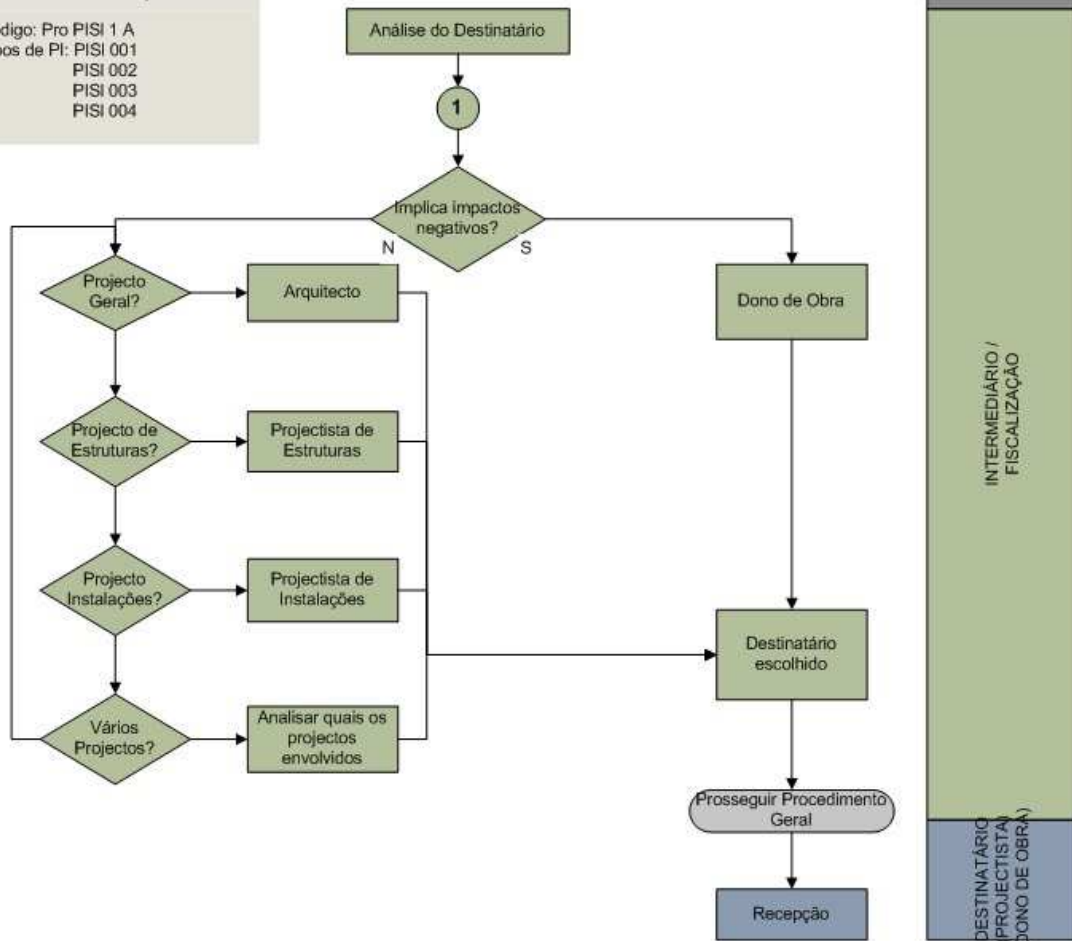 digo: Pro PISI 1 A
os de PI: PISI 001
PISI 002
PISI 003
PISI 004
Análise do Destinatário
1
Implica impactos
negativos?
N
S
Projecto
Geral?
Arquitecto
Dono de Obra
Projecto de
Estruturas?
Projectista de
Estruturas
Projecto
Instalações?
Projectista de
Instalações
Destinatário
escolhido
Vários
Projectos?
Analisar quais os
projectos
envolvidos
Prosseguir Procedimento
Geral
Recepção
INTERMEDIÁRIO /
FISCALIZAÇÃO
DESTINATÁRIO
(PROJECTISTA/
DONO DE OBRA)